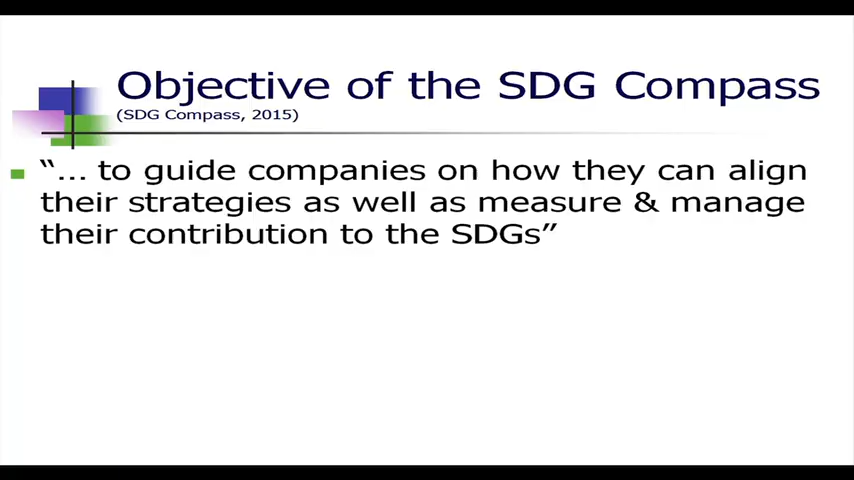 Objective of the SDG Compass
(SDG Compass, 2015)
“... to guide companies on how they can align
their strategies as well as measure & manage
their contribution to the SDGs”